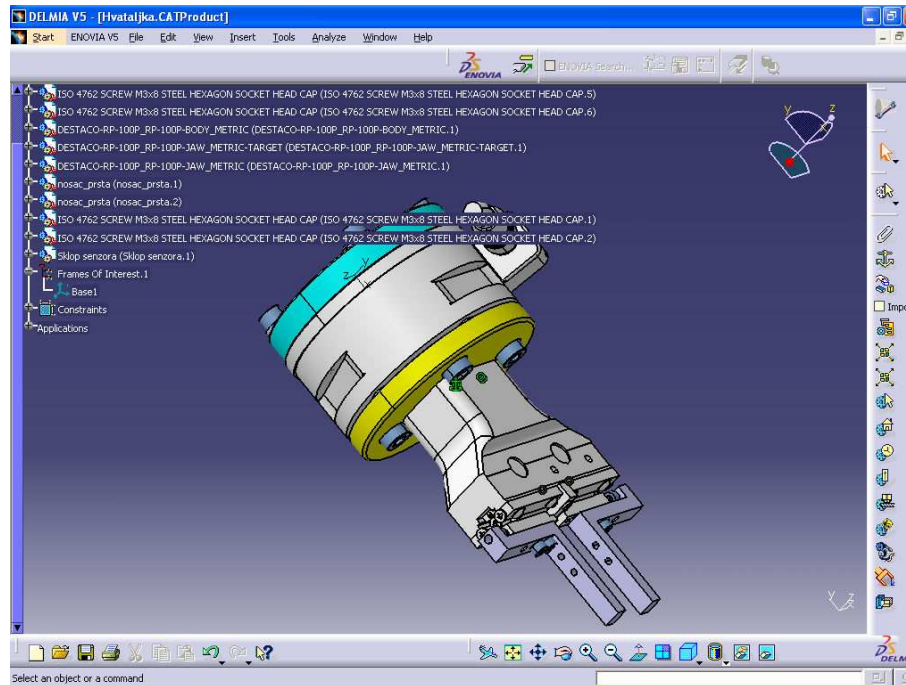 DELMIA V5 - [Hvataljka.CATProduct]
Start ENOVIA V5 File Edit View Insert Tools Analyze Window Help
ENOVIA
ENOVIA Search...
ISO 4762 SCREW M3x8 STEEL HEXAGON SOCKET HEAD CAP (ISO 4762 SCREW M3x8 STEEL HEXAGON SOCKET HEAD CAP.5)
ISO 4762 SCREW M3x8 STEEL HEXAGON SOCKET HEAD CAP (ISO 4762 SCREW M3x8 STEEL HEXAGON SOCKET HEAD CAP.6)
DESTACO-RP-100P_RP-100P-BODY_METRIC (DESTACO-RP-100P_RP-100P-BODY_METRIC.1)
DESTACO-RP-100P_RP-100P-JAW_METRIC-TARGET (DESTACO-RP-100P_RP-100P-JAW_METRIC-TARGET.1)
DESTACO-RP-100P_RP-100P-JAW_METRIC (DESTACO-RP-100P_RP-100P-JAW_METRIC.1)
nosac_prsta (nosac_prsta.1)
nosac_prsta (nosac_prsta.2)
ISO 4762 SCREW M3x8 STEEL HEXAGON SOCKET HEAD CAP (ISO 4762 SCREW M3x8 STEEL HEXAGON SOCKET HEAD CAP.1)
ISO 4762 SCREW M3x8 STEEL HEXAGON SOCKET HEAD CAP (ISO 4762 SCREW M3x8 STEEL HEXAGON SOCKET HEAD CAP.2)
Sklop senzora (Sklop senzora.1)
Frames Of Interest.1
Base1
Constraints
Applications
y z
z y x
Impo
y z
DELM
Select an object or a command